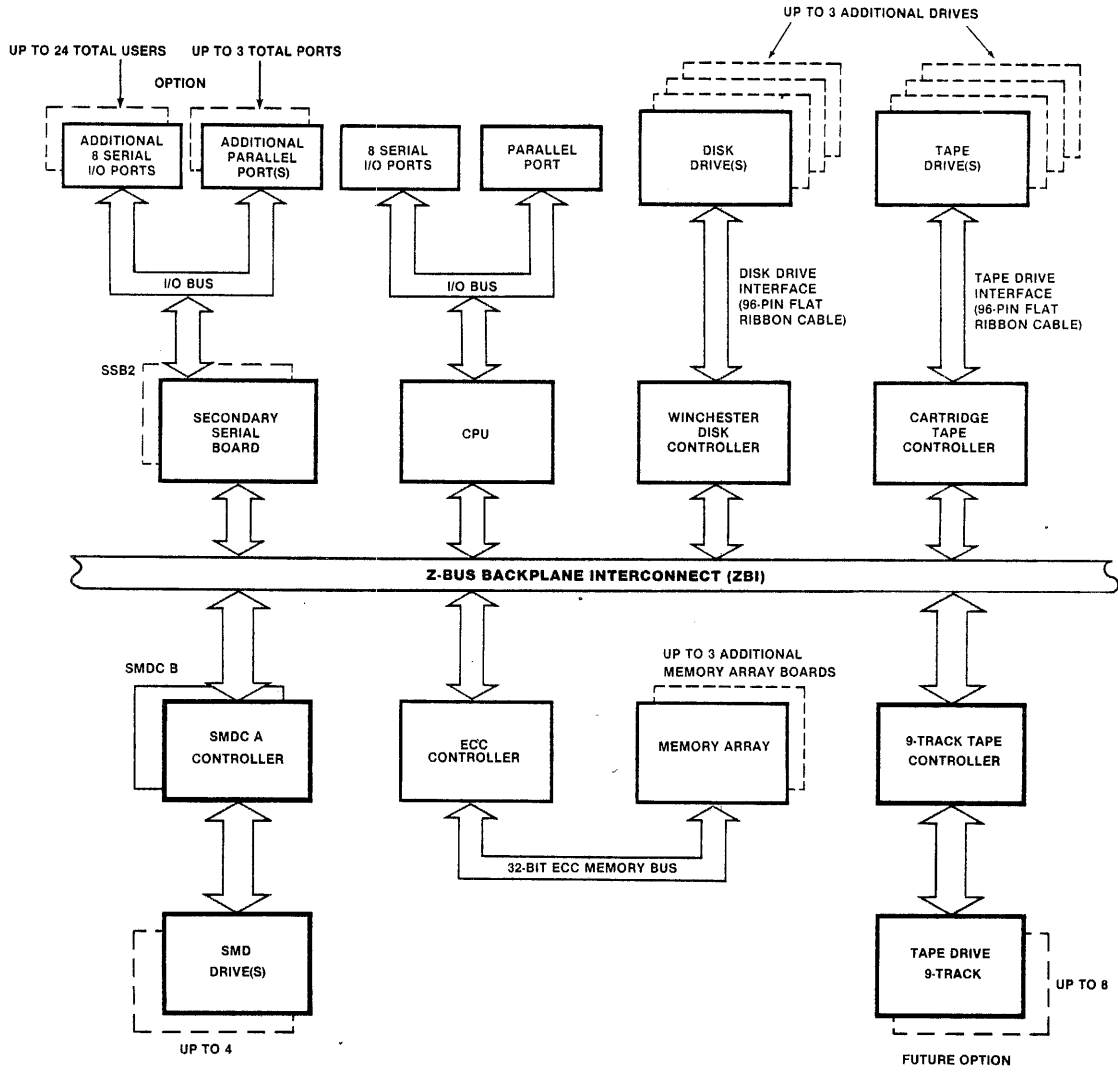 UP TO 3 ADDITIONAL DRIVES
UP TO 24 TOTAL USERS
UP TO 3 TOTAL PORTS
OPTION
ADDITIONAL
8 SERIAL
I/O PORTS
ADDITIONAL
PARALLEL
PORT(S)
8 SERIAL
I/O PORTS
PARALLEL
PORT
DISK
DRIVE(S)
TAPE
DRIVE(S)
I/O BUS
I/O BUS
DISK DRIVE
INTERFACE
(96-PIN FLAT
RIBBON CABLE)
TAPE DRIVE
INTERFACE
(96-PIN FLAT
RIBBON CABLE)
SSB2
SECONDARY
SERIAL
BOARD
CPU
WINCHESTER
DISK
CONTROLLER
CARTRIDGE
TAPE
CONTROLLER
Z-BUS BACKPLANE INTERCONNECT (ZBI)
SMDC B
UP TO 3 ADDITIONAL
MEMORY ARRAY BOARDS
SMDC A
CONTROLLER
ECC
CONTROLLER
MEMORY ARRAY
9-TRACK TAPE
CONTROLLER
32-BIT ECC MEMORY BUS
SMD
DRIVE(S)
TAPE DRIVE
9-TRACK
UP TO 8
UP TO 4
FUTURE OPTION